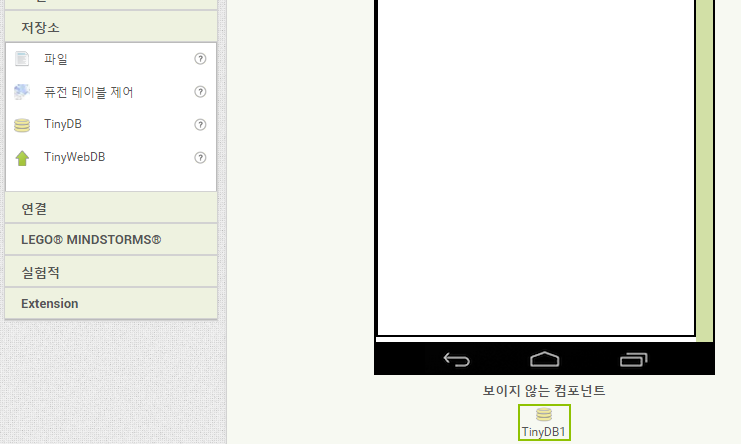 저장소
파일
퓨전 테이블 제어
TinyDB
TinyWebDB
연결
LEGO® MINDSTORMS®
실험적
Extension
보이지 않는 컴포넌트
TinyDB1